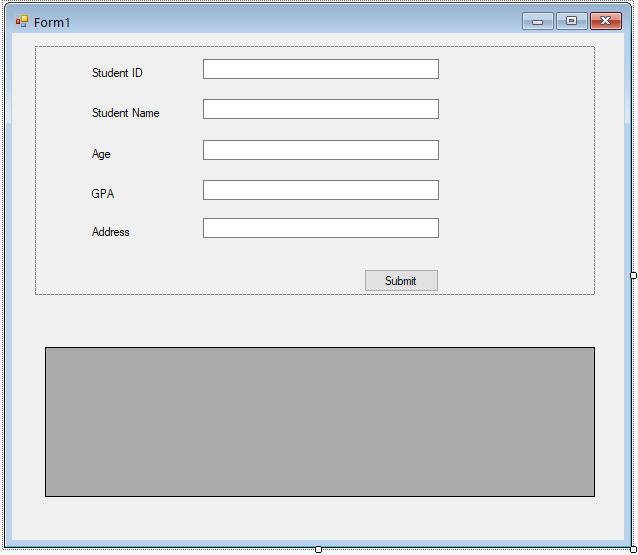 Form1
Student ID
Student Name
Age
GPA
Address
Submit